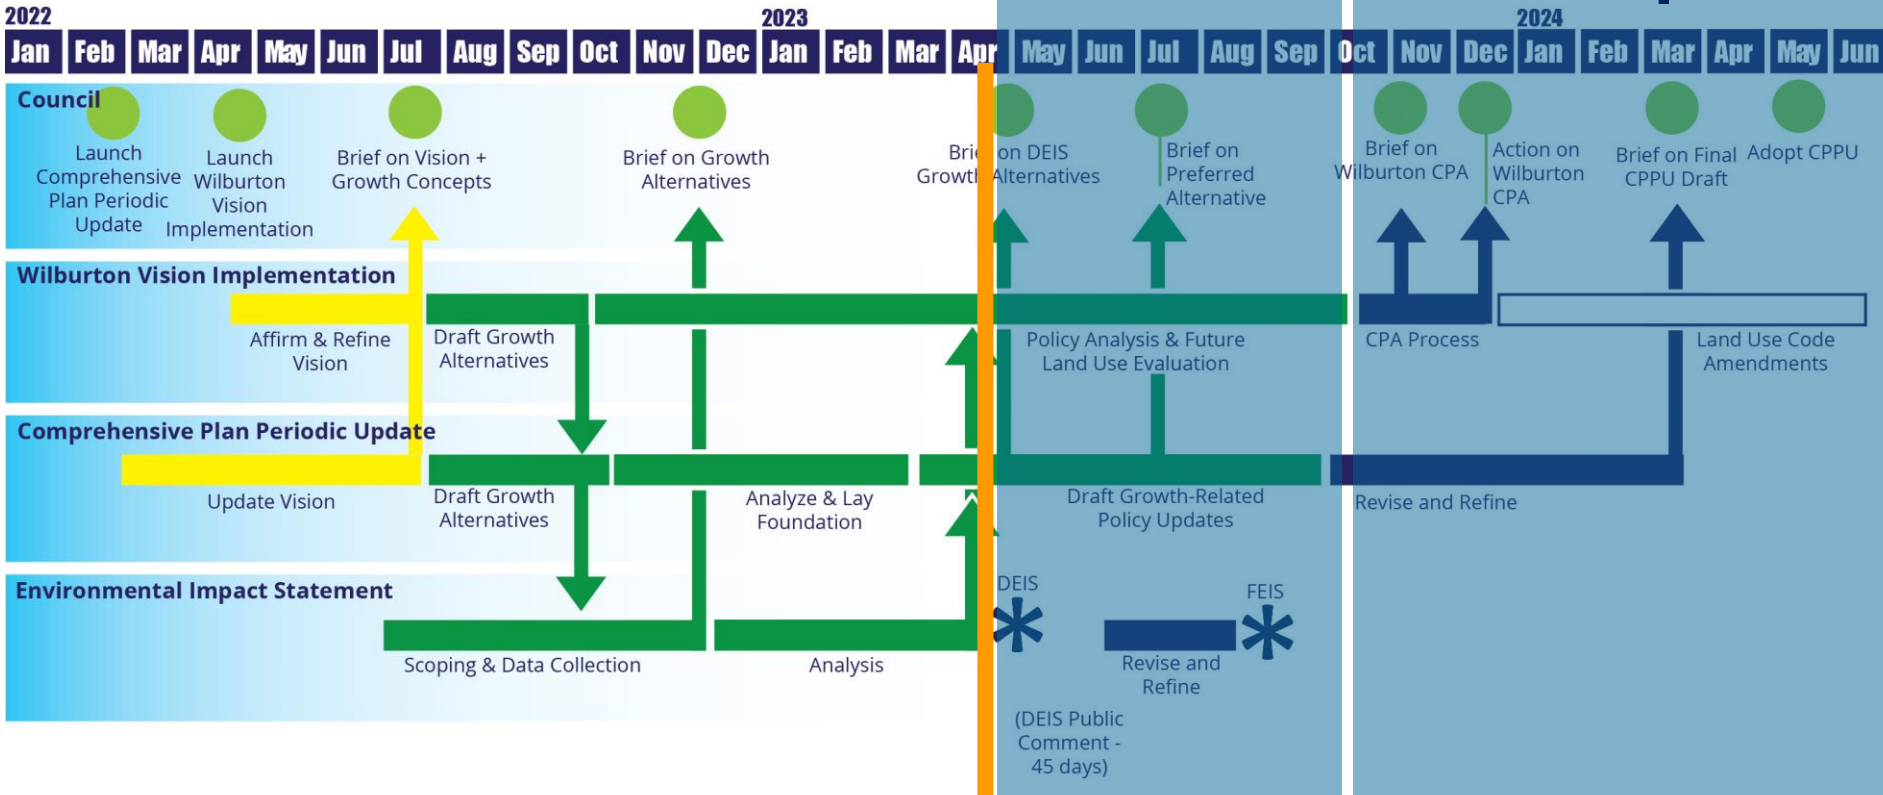 2022
2023
2024
Jan Feb Mar Apr May Jun Jul Aug Sep Oct Nov Dec Jan Feb Mar Apr May Jun Jul Aug Sep Oct Nov Dec Jan Feb Mar Apr May Jun
Council
Launch
Comprehensive
Plan Periodic
Update
Launch
Wilburton
Vision
Implementation
Brief on Vision +
Growth Concepts
Brief on Growth
Alternatives
Brief on DEIS
Growth Alternatives
Brief on
Preferred
Alternative
Brief on
Wilburton CPA
Action on
Wilburton
CPA
Brief on Final
CPPU Draft
Adopt CPPU
Wilburton Vision Implementation
Affirm & Refine
Vision
Draft Growth
Alternatives
Policy Analysis & Future
Land Use Evaluation
CPA Process
Land Use Code
Amendments
Comprehensive Plan Periodic Update
Update Vision
Draft Growth
Alternatives
Analyze & Lay
Foundation
Draft Growth-Related
Policy Updates
Revise and Refine
Environmental Impact Statement
Scoping & Data Collection
Analysis
DEIS
*
Revise and
Refine
FEIS
*
(DEIS Public
Comment -
45 days)